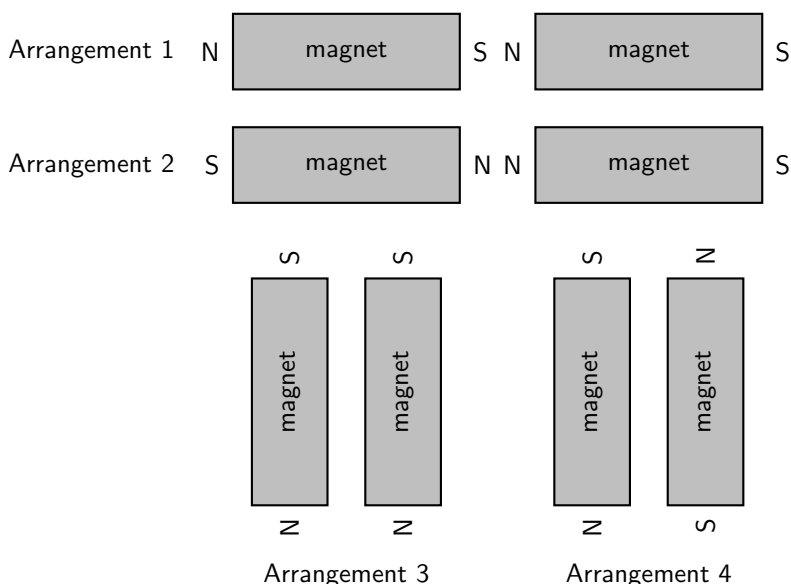 Arrangement 1 N magnet S N magnet S
Arrangement 2 S magnet N N magnet S
S S S N
magnet magnet magnet magnet
N N N S
Arrangement 3 Arrangement 4